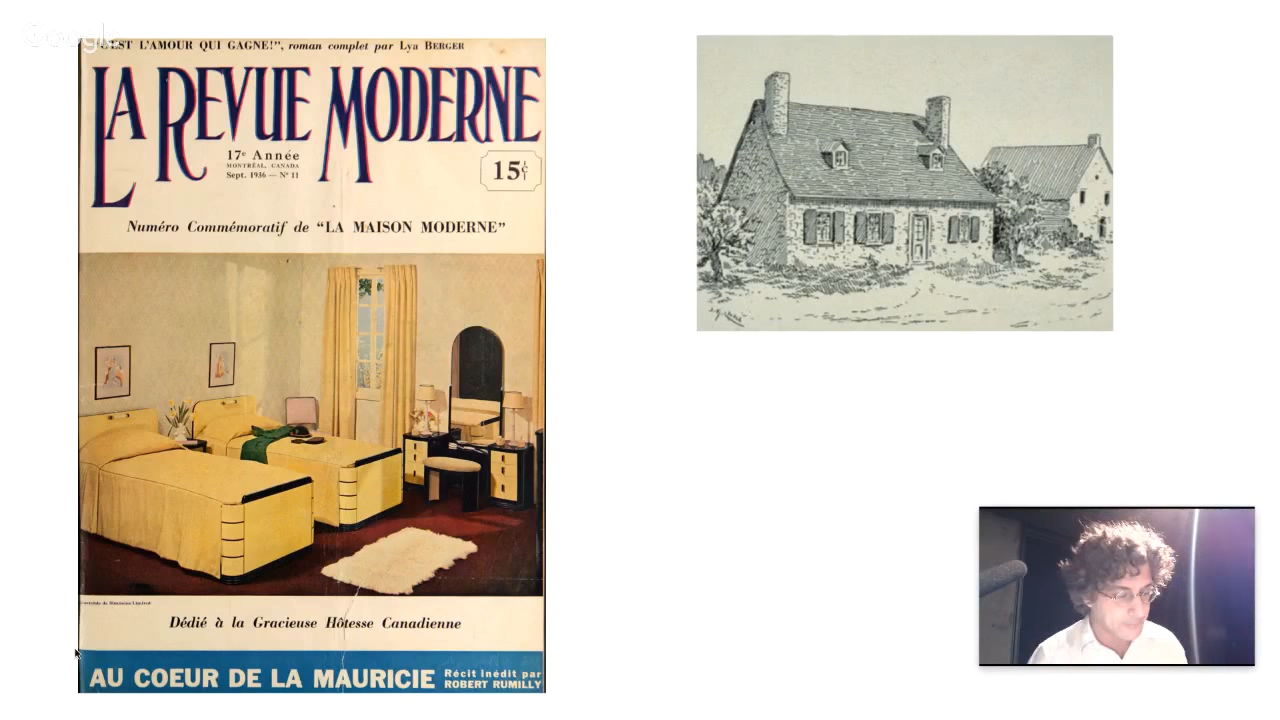 Google
"C'EST L'AMOUR QUI GAGNE!", roman complet par Lya BERGER
LA REVUE MODERNE
17e Année
MONTRÉAL, CANADA
Sept. 1936 — No 11
15
Numéro Commémoratif de "LA MAISON MODERNE"
Dédié à la Gracieuse Hôtesse Canadienne
AU COEUR DE LA MAURICIE
Récit Inédit par
ROBERT RUMILLY